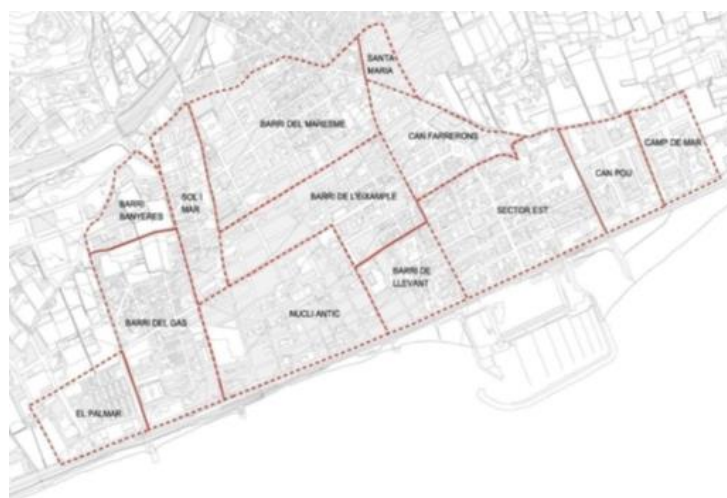 SANTA
MARIA
BARRI DEL MARESME
CAN FARRERONS
CAMP DE MAR
CAN POU
BARRI
BANYERES
SOL I
MAR
BARRI DE L'EIXAMPLE
SECTOR EST
BARRI DE
LLEVANT
NUCLI ANTIC
BARRI DEL GAS
EL PALMAR